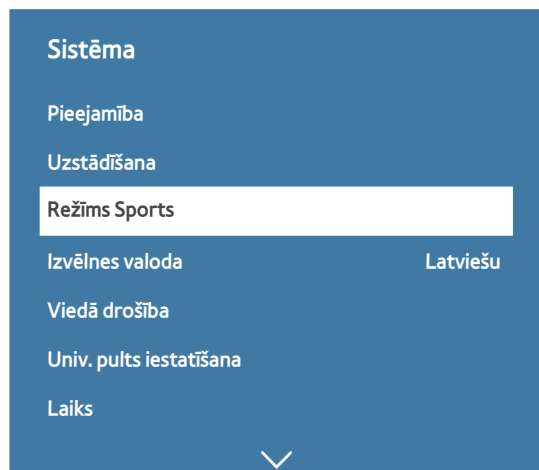 Sistēma
Pieejamība
Uzstādīšana
Režīms Sports
Izvēlnes valoda Latviešu
Viedā drošība
Univ. pults iestatīšana
Laiks